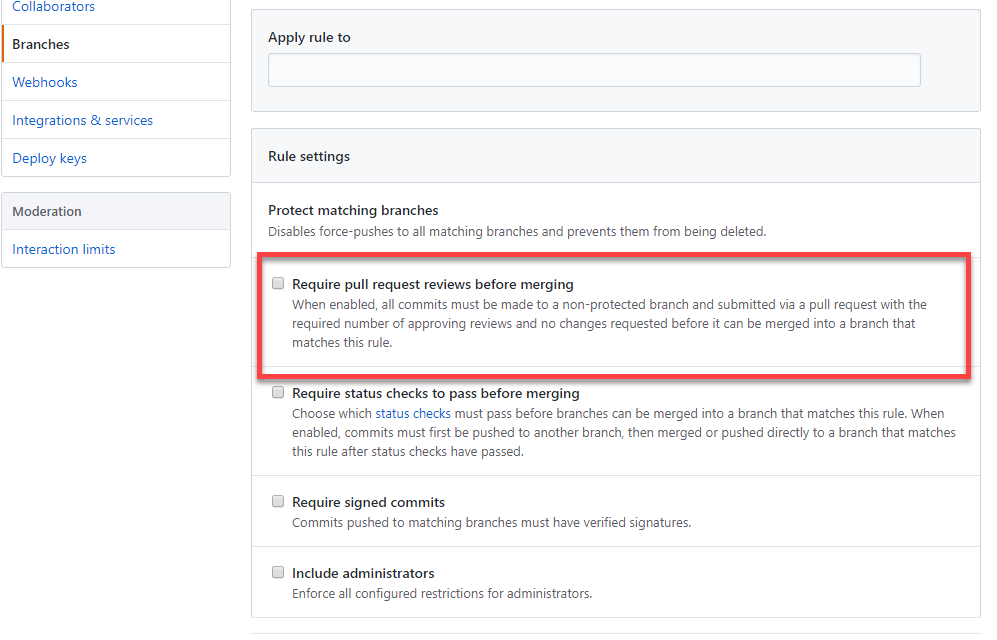 Collaborators
Branches
Webhooks
Integrations & services
Deploy keys
Moderation
Interaction limits
Apply rule to
Rule settings
Protect matching branches
Disables force-pushes to all matching branches and prevents them from being deleted.
Require pull request reviews before merging
When enabled, all commits must be made to a non-protected branch and submitted via a pull request with the
required number of approving reviews and no changes requested before it can be merged into a branch that
matches this rule.
Require status checks to pass before merging
Choose which status checks must pass before branches can be merged into a branch that matches this rule. When
enabled, commits must first be pushed to another branch, then merged or pushed directly to a branch that matches
this rule after status checks have passed.
Require signed commits
Commits pushed to matching branches must have verified signatures.
Include administrators
Enforce all configured restrictions for administrators.